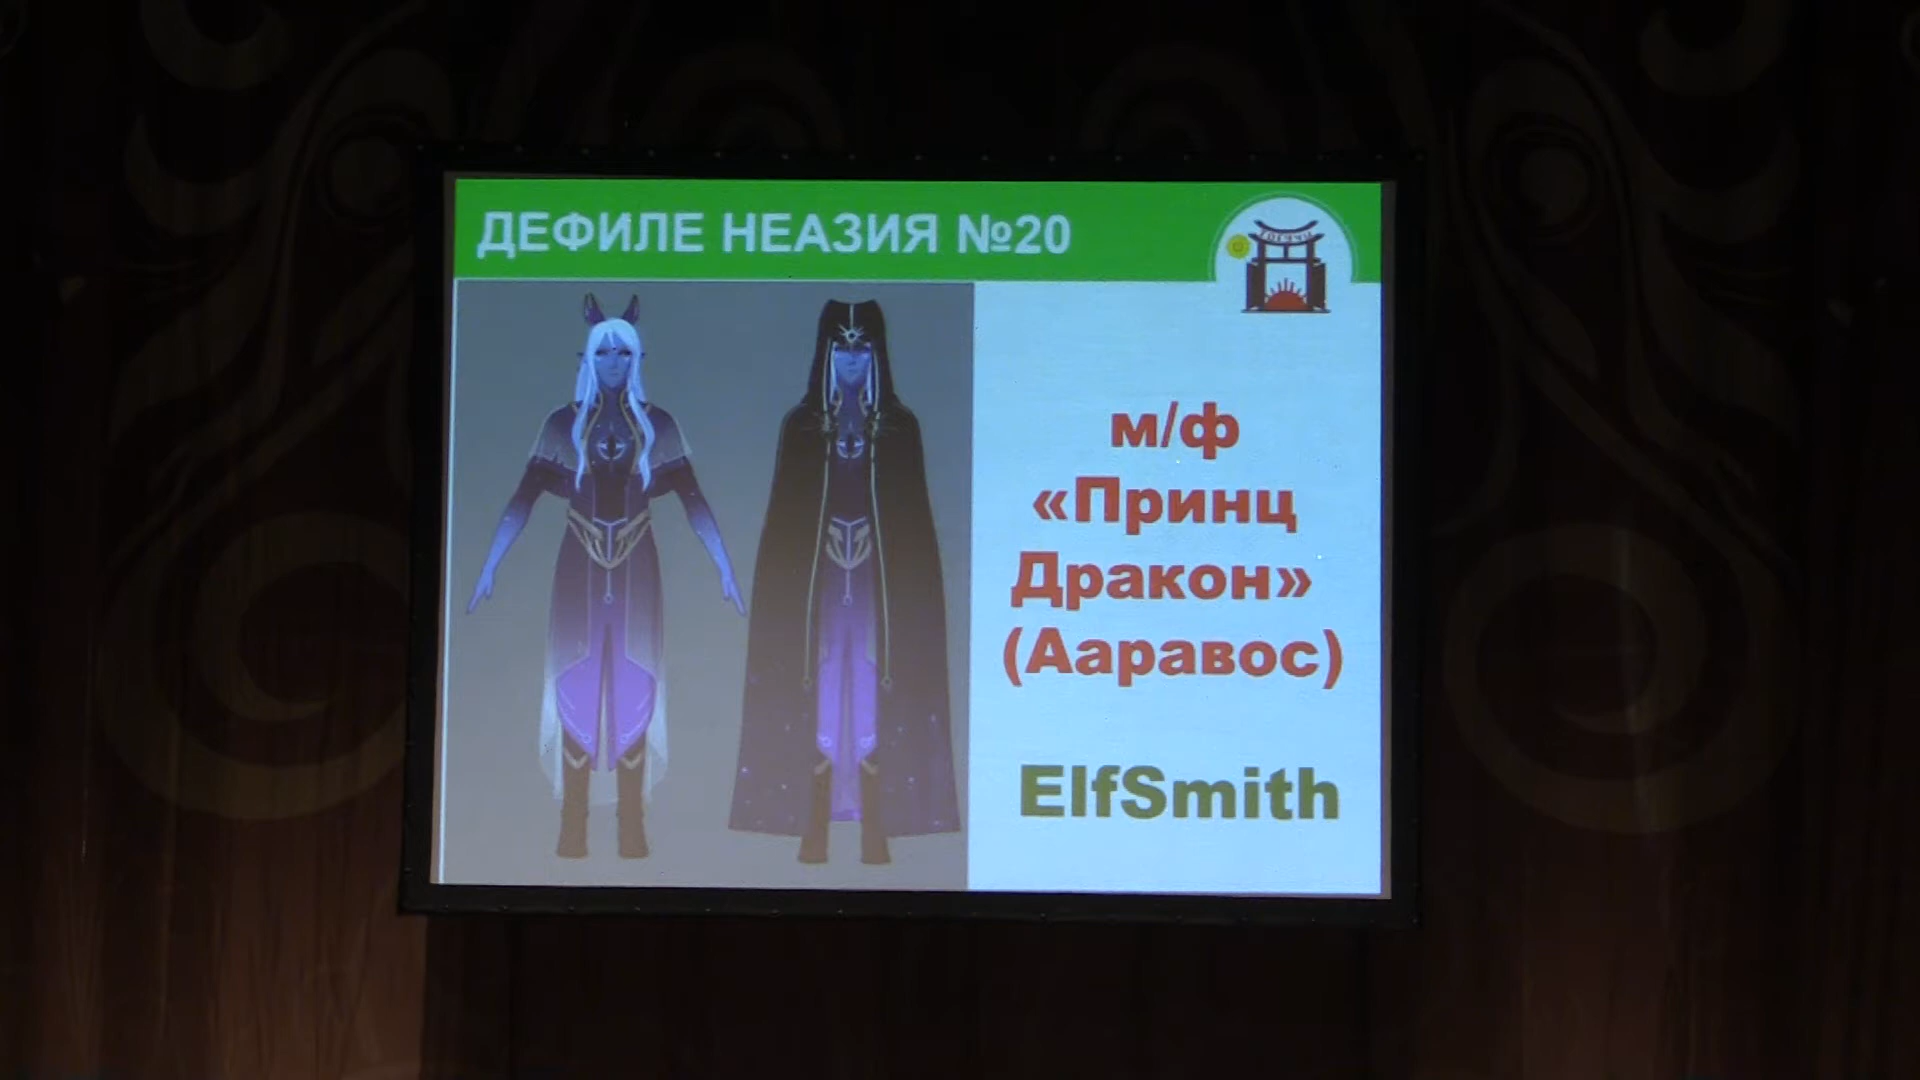 ДЕФИЛЕ НЕАЗИЯ №20
м/ф
«Принц
Дракон»
(Ааравос)
ElfSmith